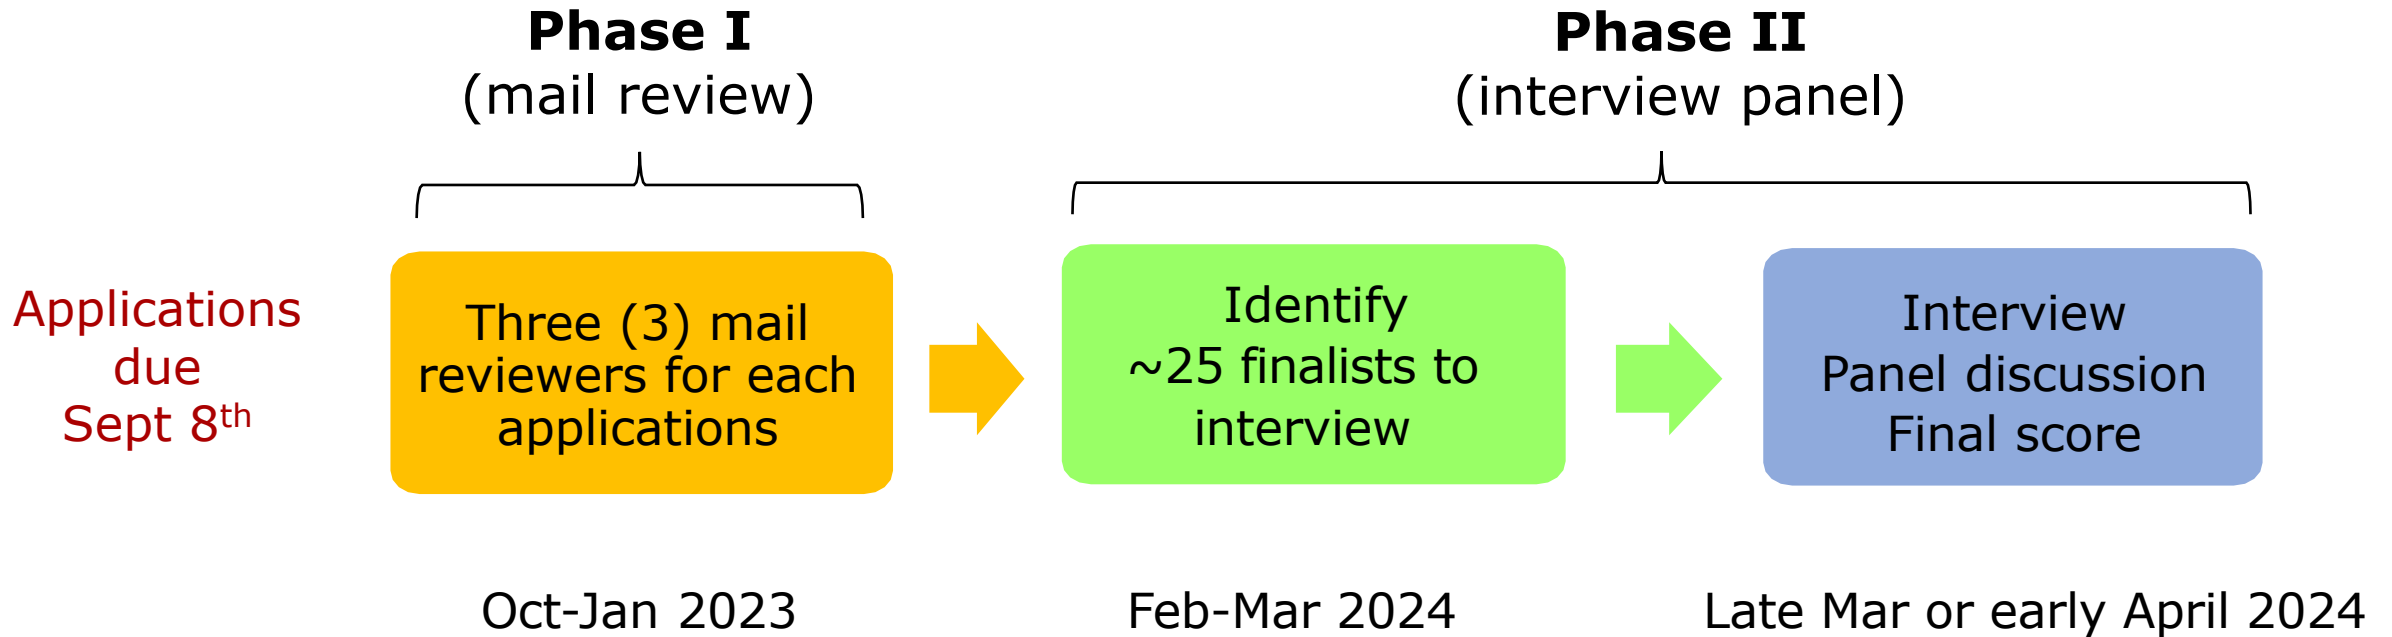 Phase I
(mail review)
Phase II
(interview panel)
Applications
due
Sept 8th
Three (3) mail
reviewers for each
applications
Identify
~25 finalists to
interview
Interview
Panel discussion
Final score
Oct-Jan 2023
Feb-Mar 2024
Late Mar or early April 2024